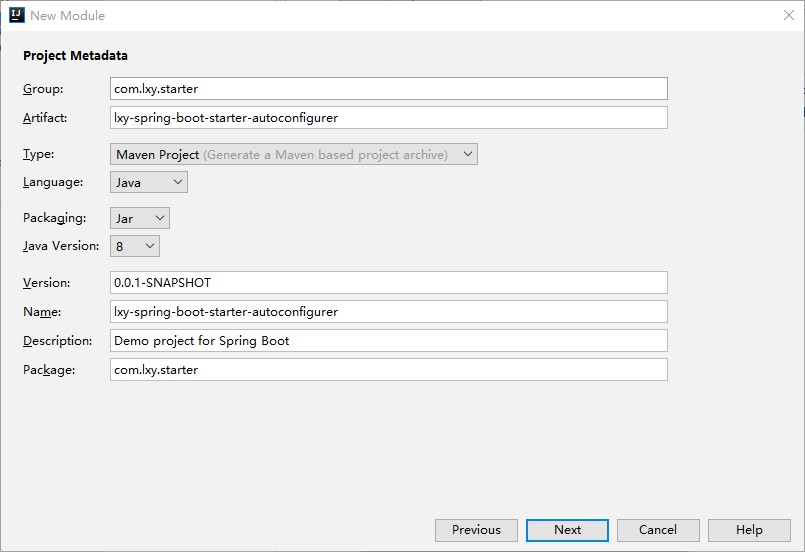 New Module
Project Metadata
Group: com.lxy.starter
Artifact: lxy-spring-boot-starter-autoconfigurer
Type: Maven Project (Generate a Maven based project archive)
Language: Java
Packaging: Jar
Java Version: 8
Version: 0.0.1-SNAPSHOT
Name: lxy-spring-boot-starter-autoconfigurer
Description: Demo project for Spring Boot
Package: com.lxy.starter
Previous Next Cancel Help